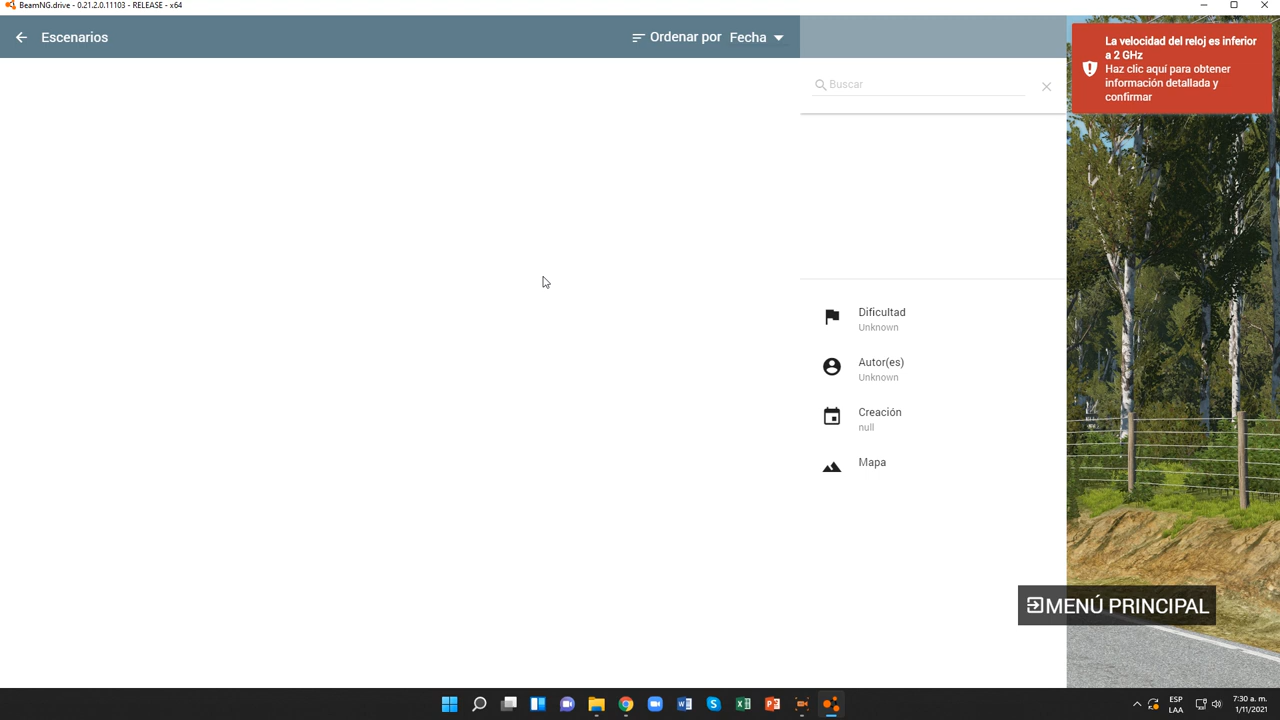 BeamNG.drive - 0.21.2.0.11103 - RELEASE - x64
Escenarios
Ordenar por Fecha
Buscar
La velocidad del reloj es inferior
a 2 GHz
Haz clic aquí para obtener
información detallada y
confirmar
Dificultad
Unknown
Autor(es)
Unknown
Creación
null
Mapa
MENÚ PRINCIPAL
ESP
LAA
7:30 a. m.
1/11/2021